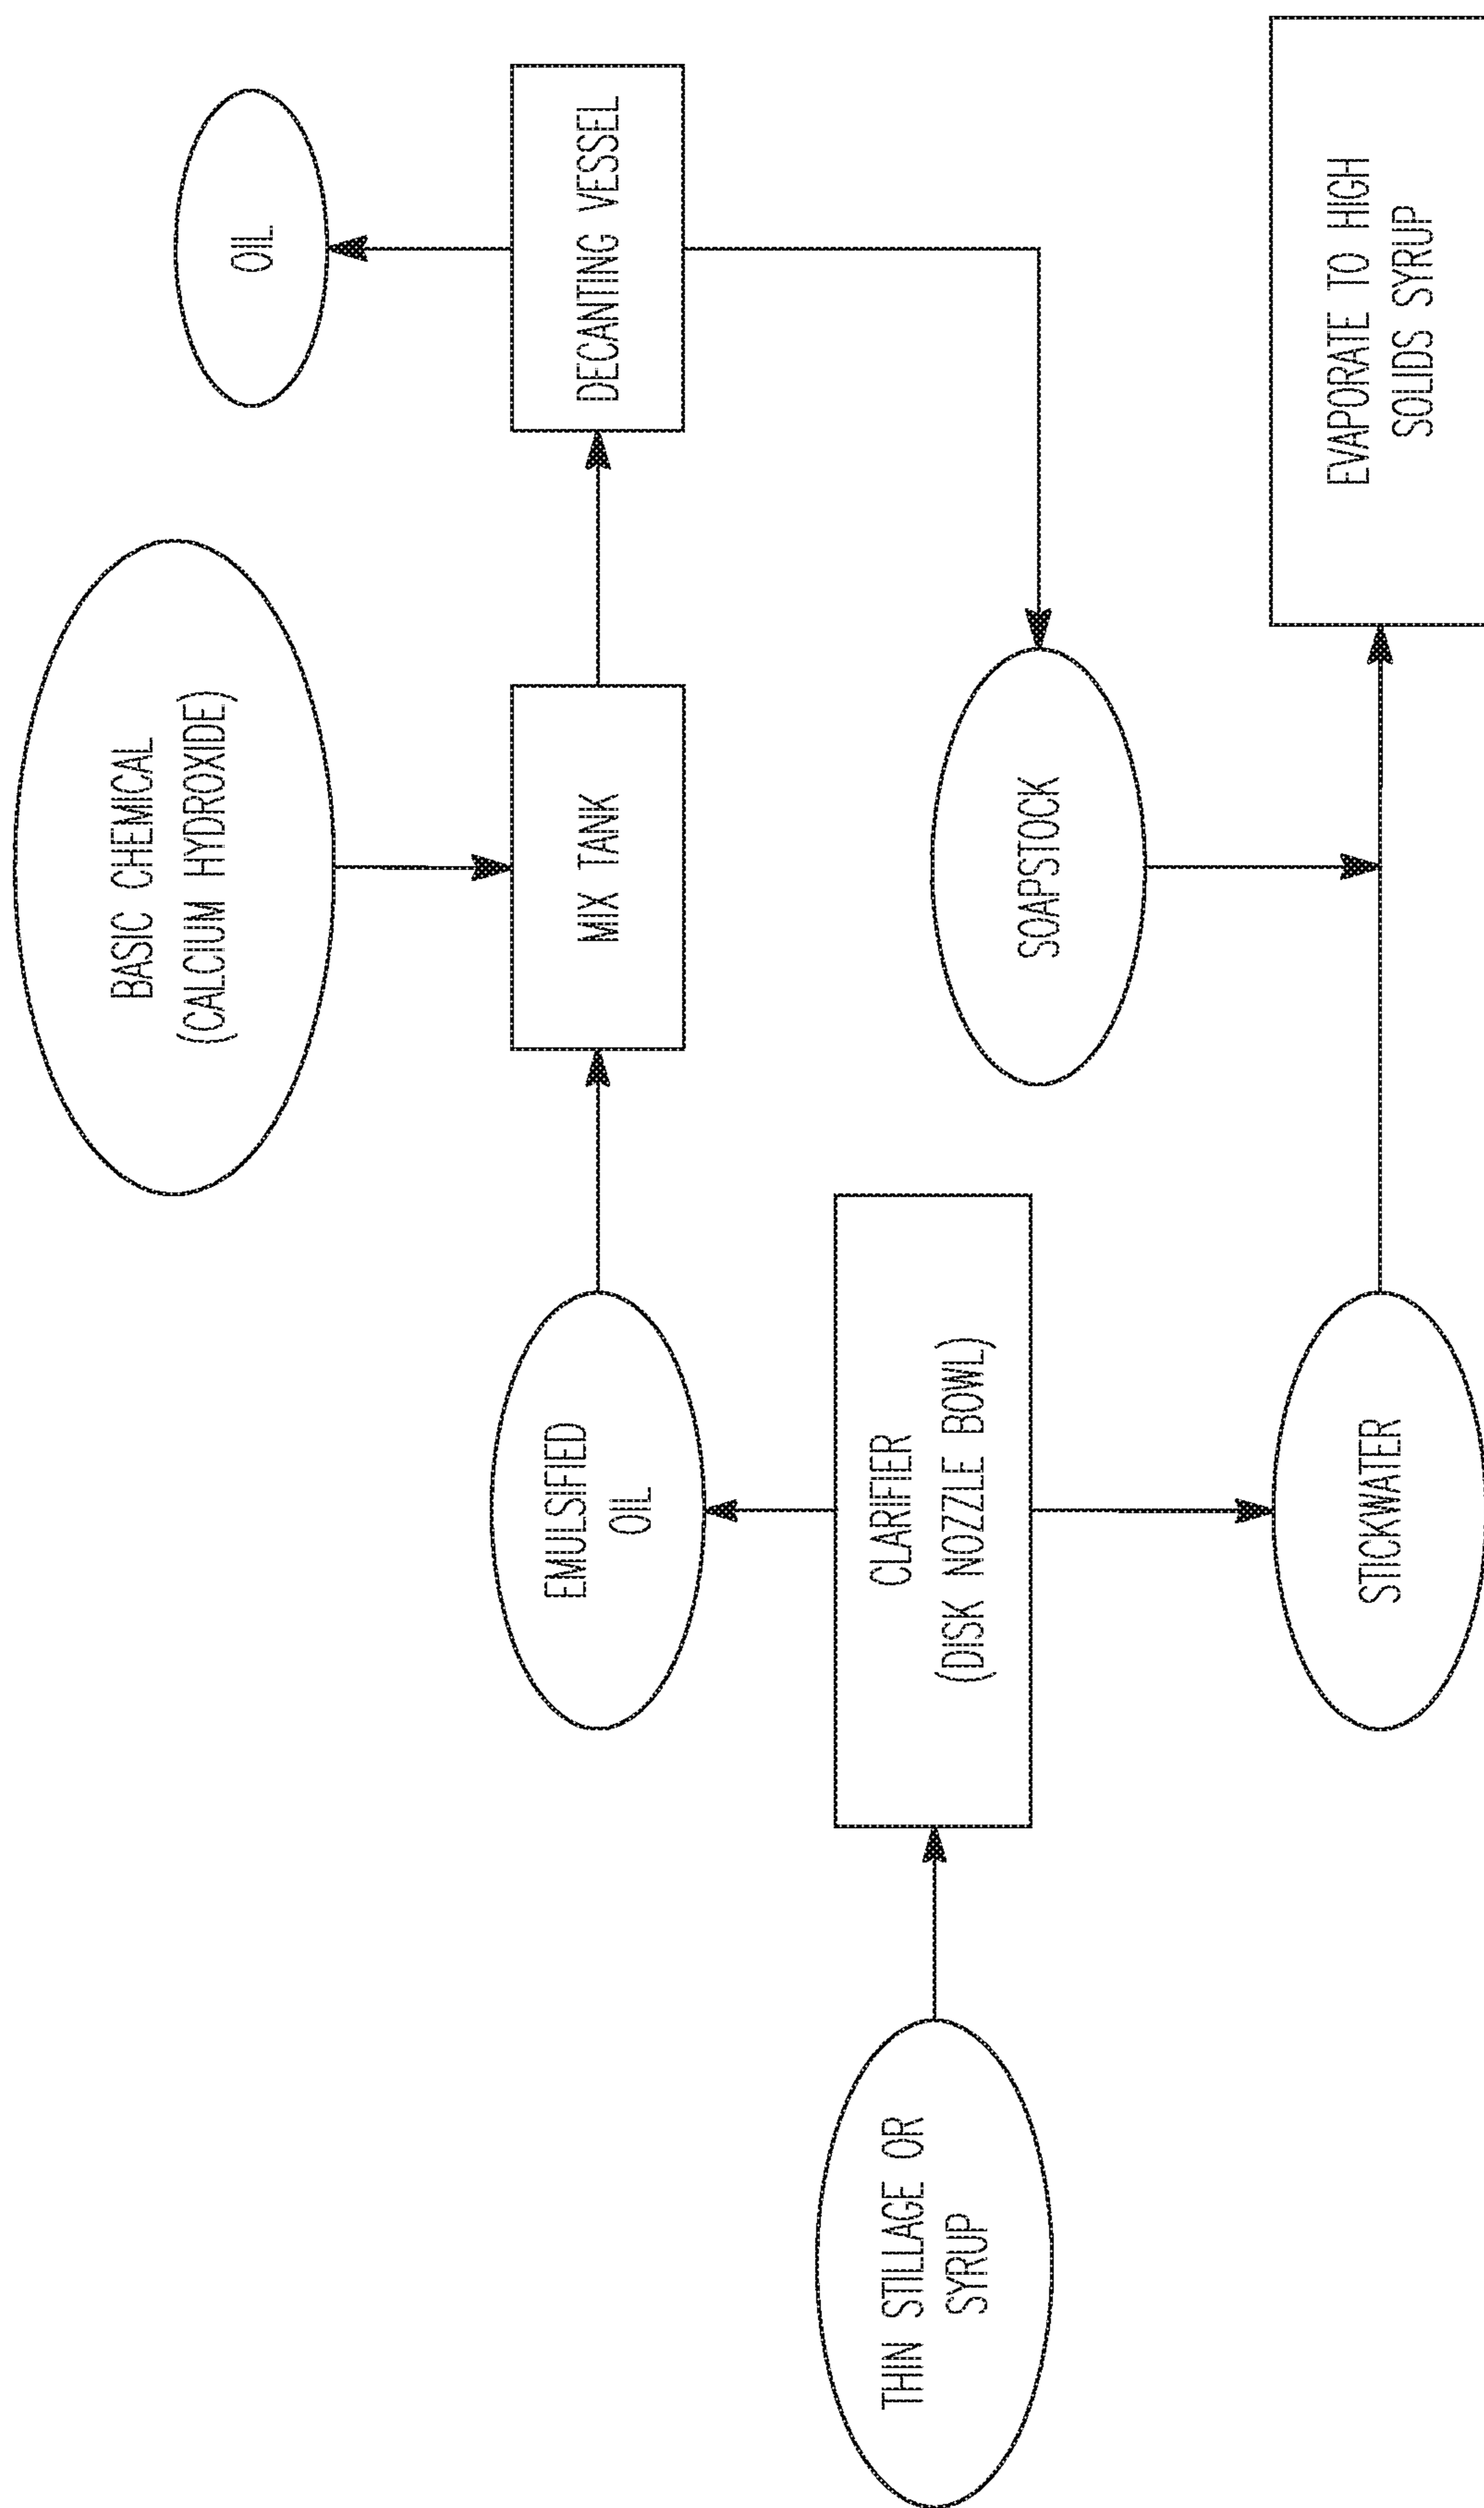 THIN STILLAGE OR
SYRUP
CLARIFIER
(DISK NOZZLE BOWL)
EMULSIFIED
OIL
STICKWATER
BASIC CHEMICAL
(CALCIUM HYDROXIDE)
MIX TANK
SOAPSTOCK
OIL
DECANTING VESSEL
EVAPORATE TO HIGH
SOLIDS SYRUP